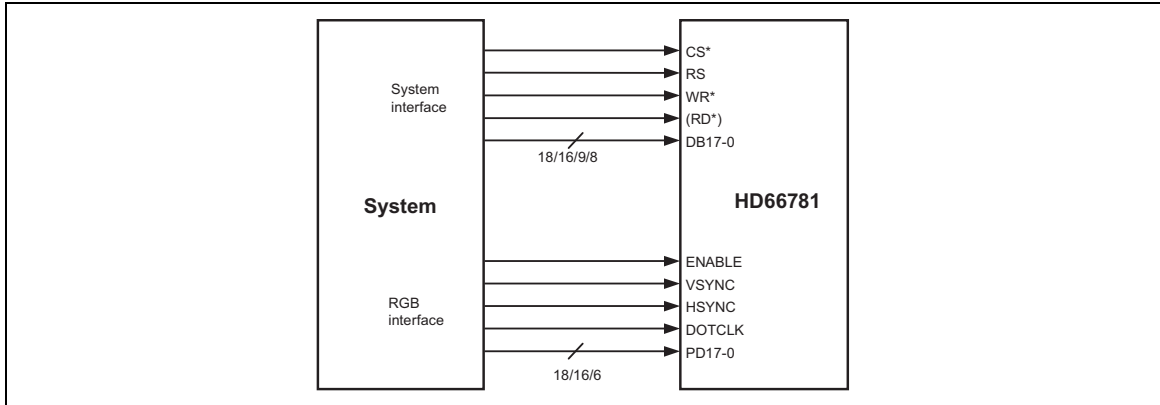 System
interface
CS*
RS
WR*
(RD*)
DB17-0
18/16/9/8
System
HD66781
RGB
interface
ENABLE
VSYNC
HSYNC
DOTCLK
PD17-0
18/16/6